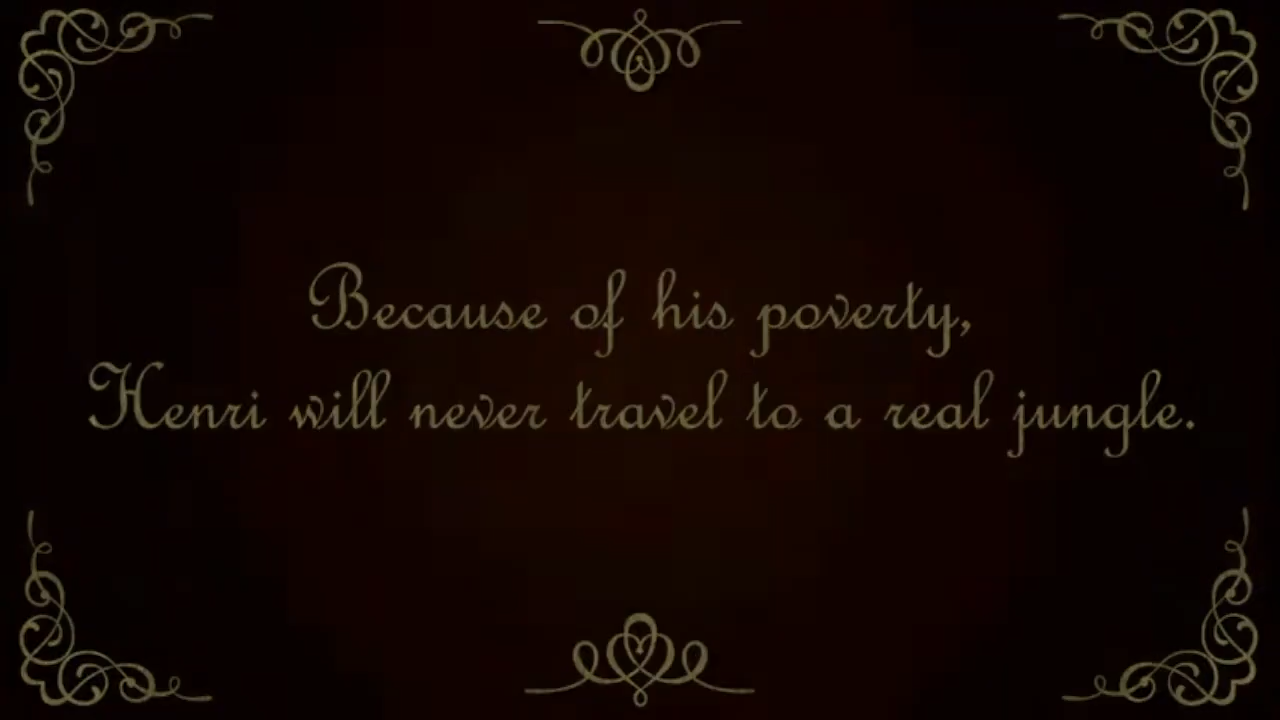 Because of his poverty,
Henri will never travel to a real jungle.